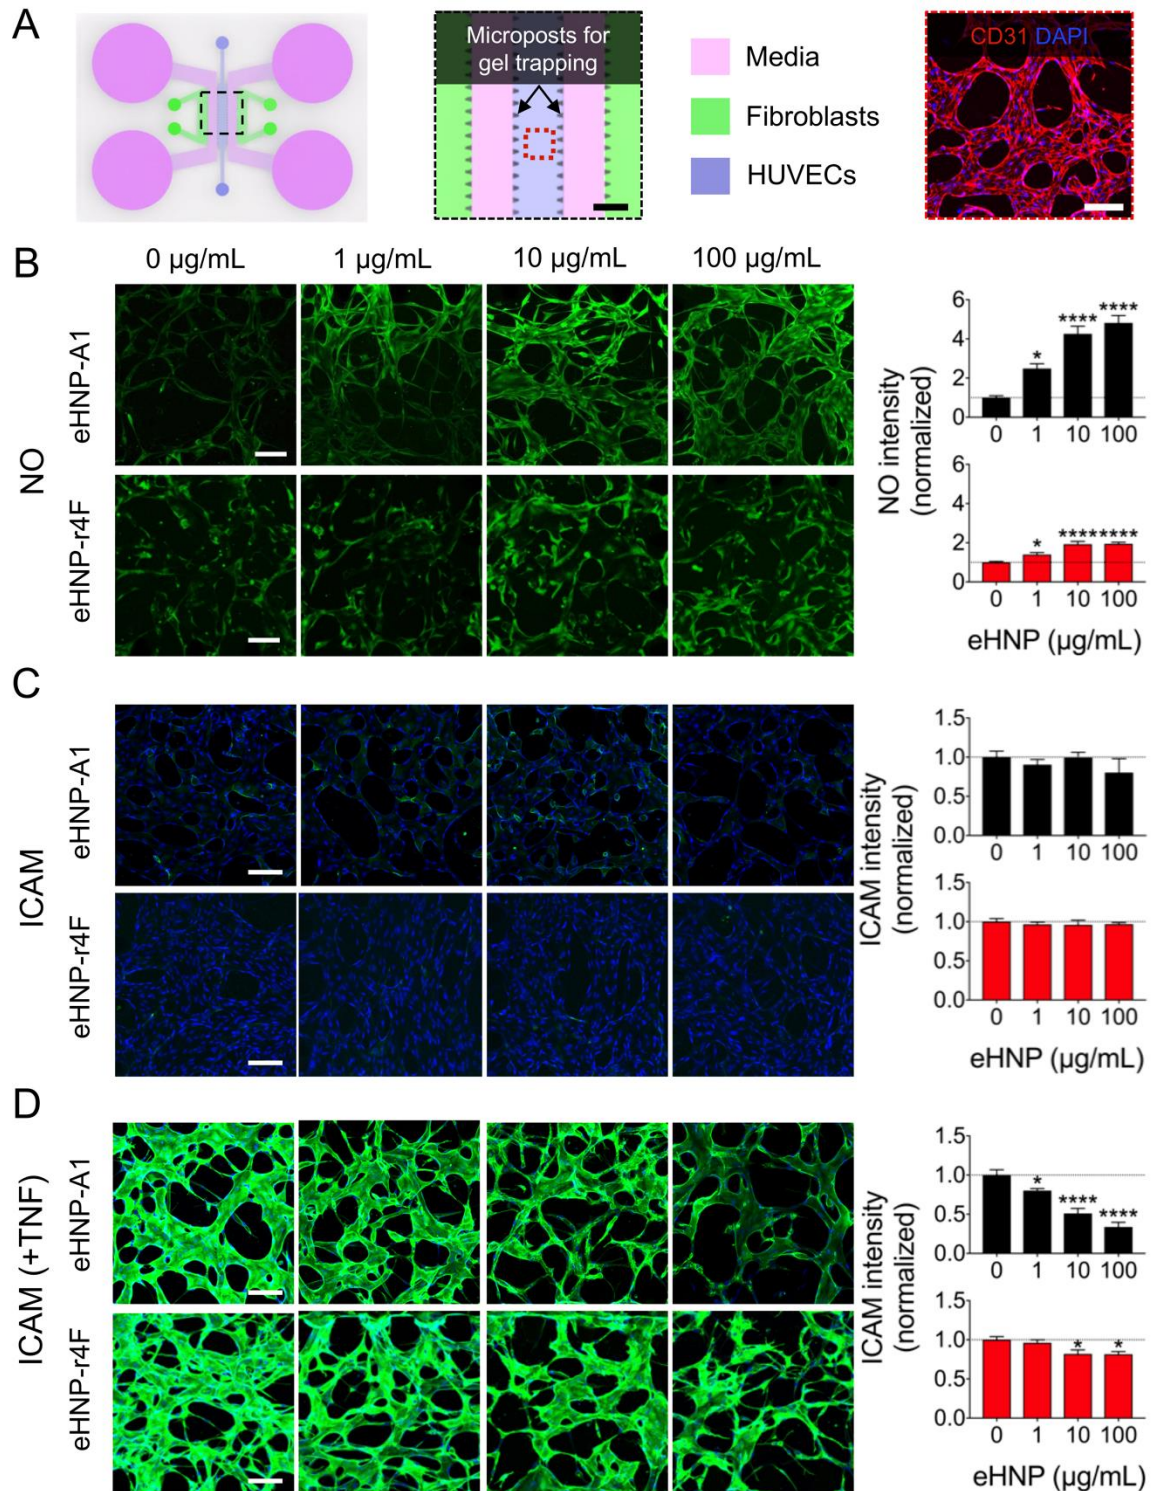 A
Microposts for
gel trapping
Media
Fibroblasts
HUVECs
CD31 DAPI
B
0 µg/mL
1 µg/mL
10 µg/mL
100 µg/mL
NO
eHNP-A1
eHNP-r4F
NO intensity
(normalized)
6
4
2
0
*
****
****
0 1 10 100
6
4
2
0
*
****
****
0 1 10 100
eHNP (µg/mL)
C
ICAM
eHNP-A1
eHNP-r4F
ICAM intensity
(normalized)
1.5
1.0
0.5
0.0
0 1 10 100
1.5
1.0
0.5
0.0
0 1 10 100
eHNP (µg/mL)
D
ICAM (+TNF)
eHNP-A1
eHNP-r4F
ICAM intensity
(normalized)
1.5
1.0
0.5
0.0
*
****
****
0 1 10 100
1.5
1.0
0.5
0.0
*
*
0 1 10 100
eHNP (µg/mL)